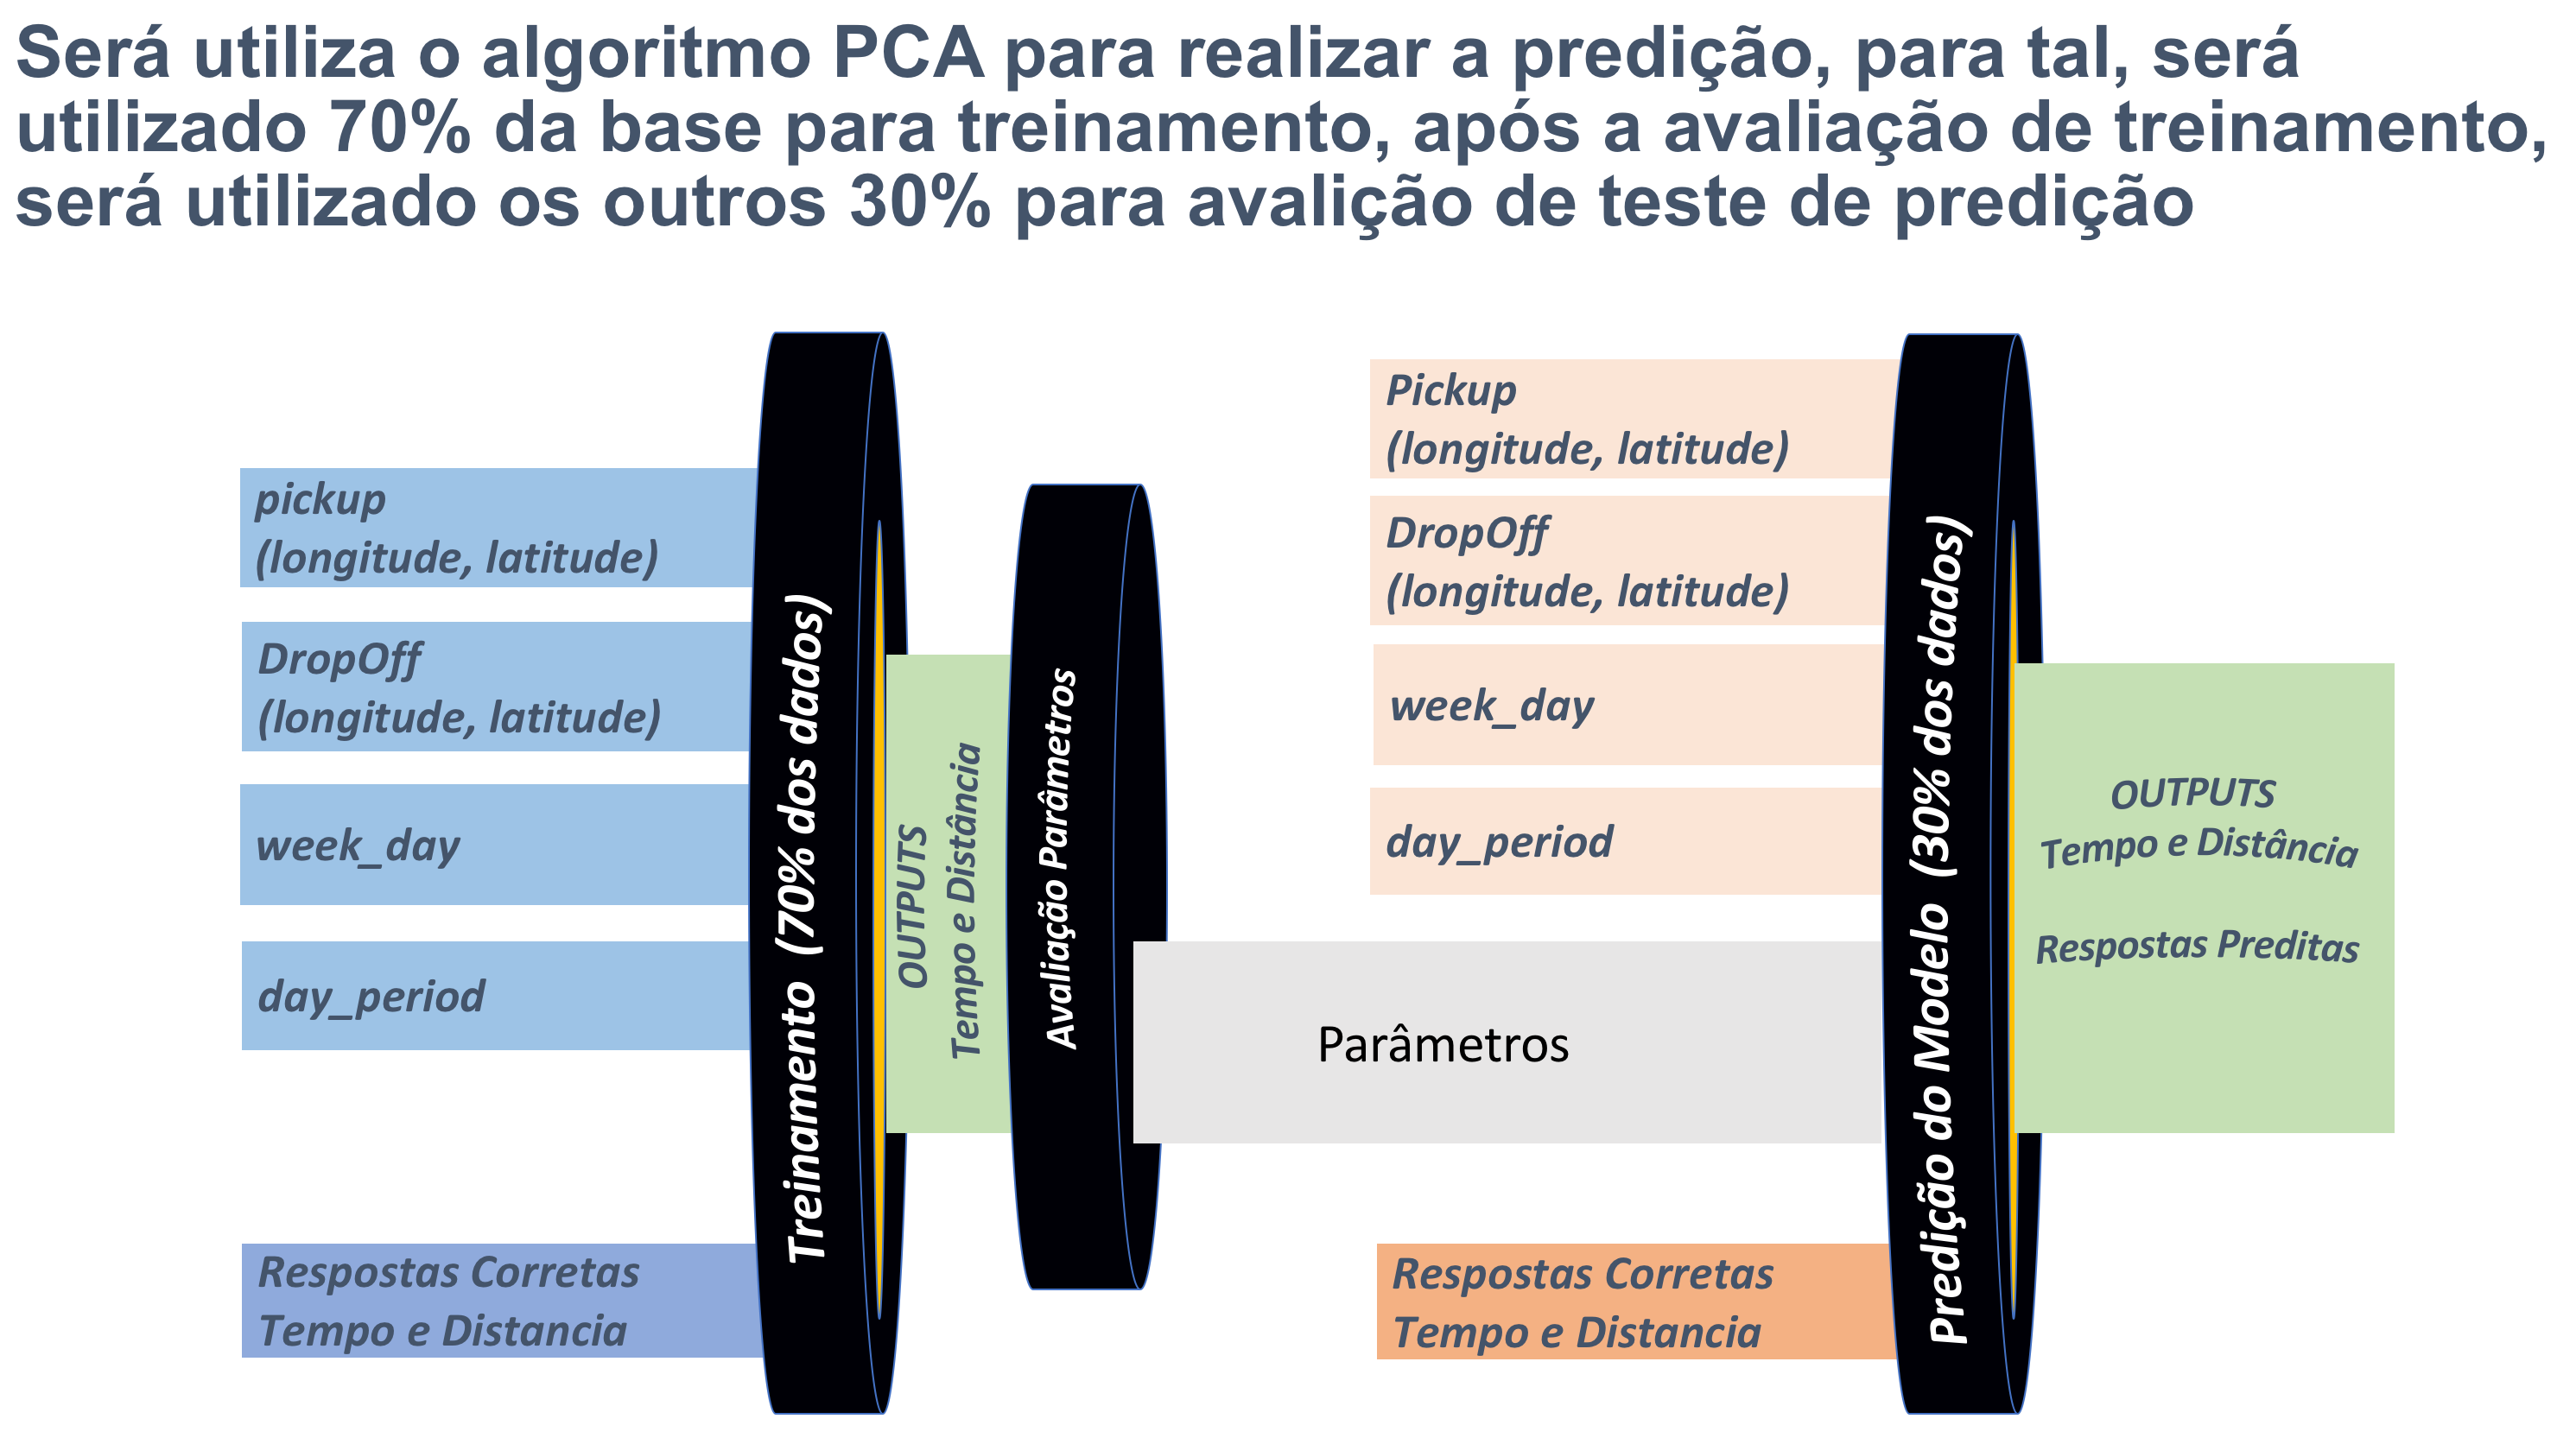 Será utiliza o algoritmo PCA para realizar a predição, para tal, será
utilizado 70% da base para treinamento, após a avaliação de treinamento,
será utilizado os outros 30% para avalição de teste de predição
pickup
(longitude, latitude)
DropOff
(longitude, latitude)
week_day
day_period
Respostas Corretas
Tempo e Distancia
Treinamento (70% dos dados)
OUTPUTS
Tempo e Distância
Avaliação Parâmetros
Pickup
(longitude, latitude)
DropOff
(longitude, latitude)
week_day
day_period
Parâmetros
Respostas Corretas
Tempo e Distancia
Predição do Modelo (30% dos dados)
OUTPUTS
Tempo e Distância
Respostas Preditas